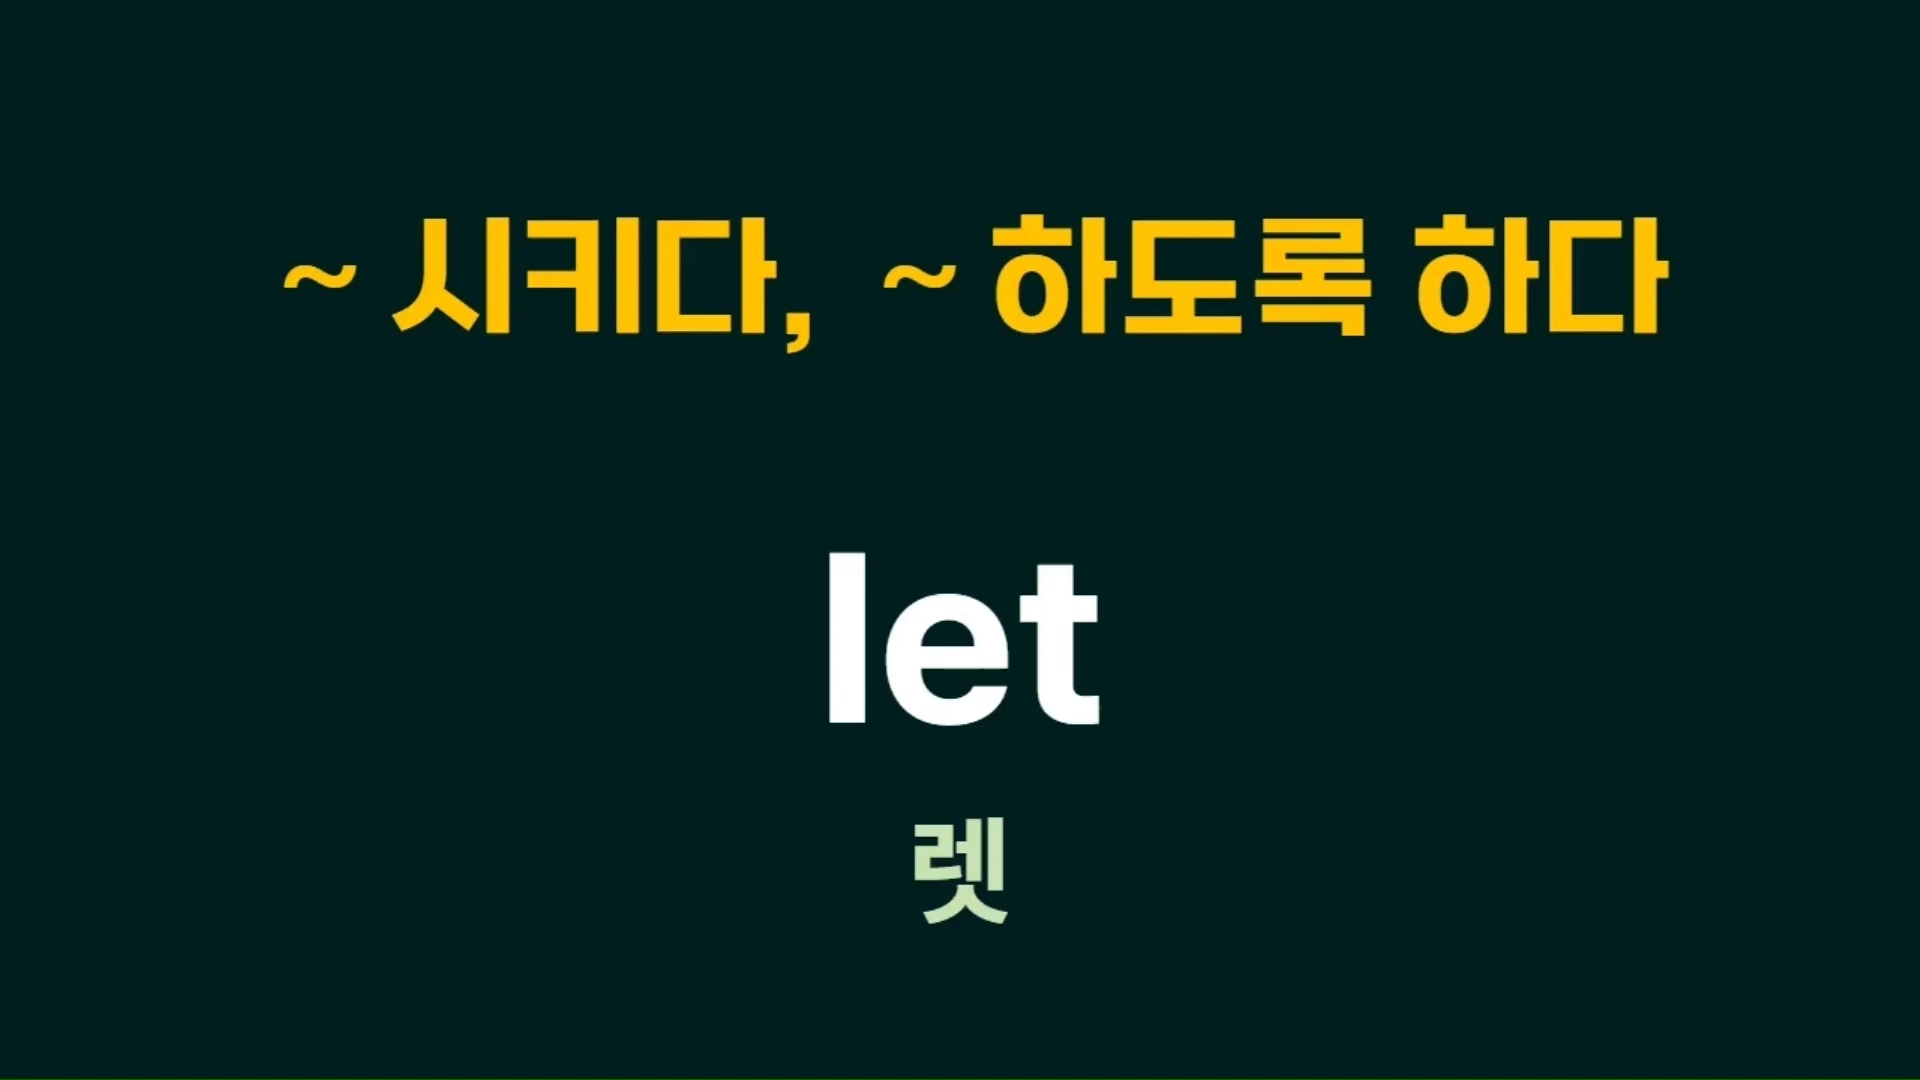 ~ 시키다, ~ 하도록 하다
let
렛